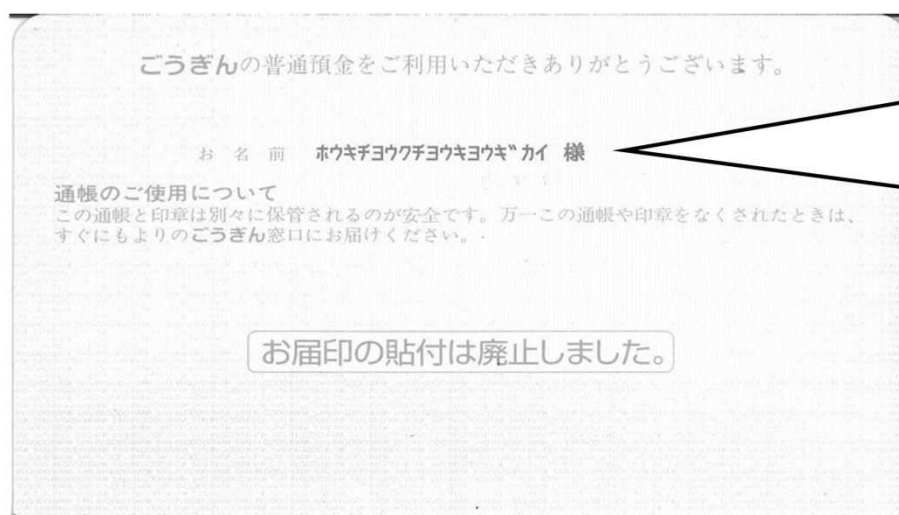 ごうぎんの普通預金をご利用いただきありがとうございます。
お名前 ホウキチヨウクチヨウキヨウギカイ 様
通帳のご使用について
この通帳と印章は別々に保管されるのが安全です。万一この通帳や印章をなくされたときは、
すぐにもよりのごうぎん窓口にお届けください。
お届印の貼付は廃止しました。